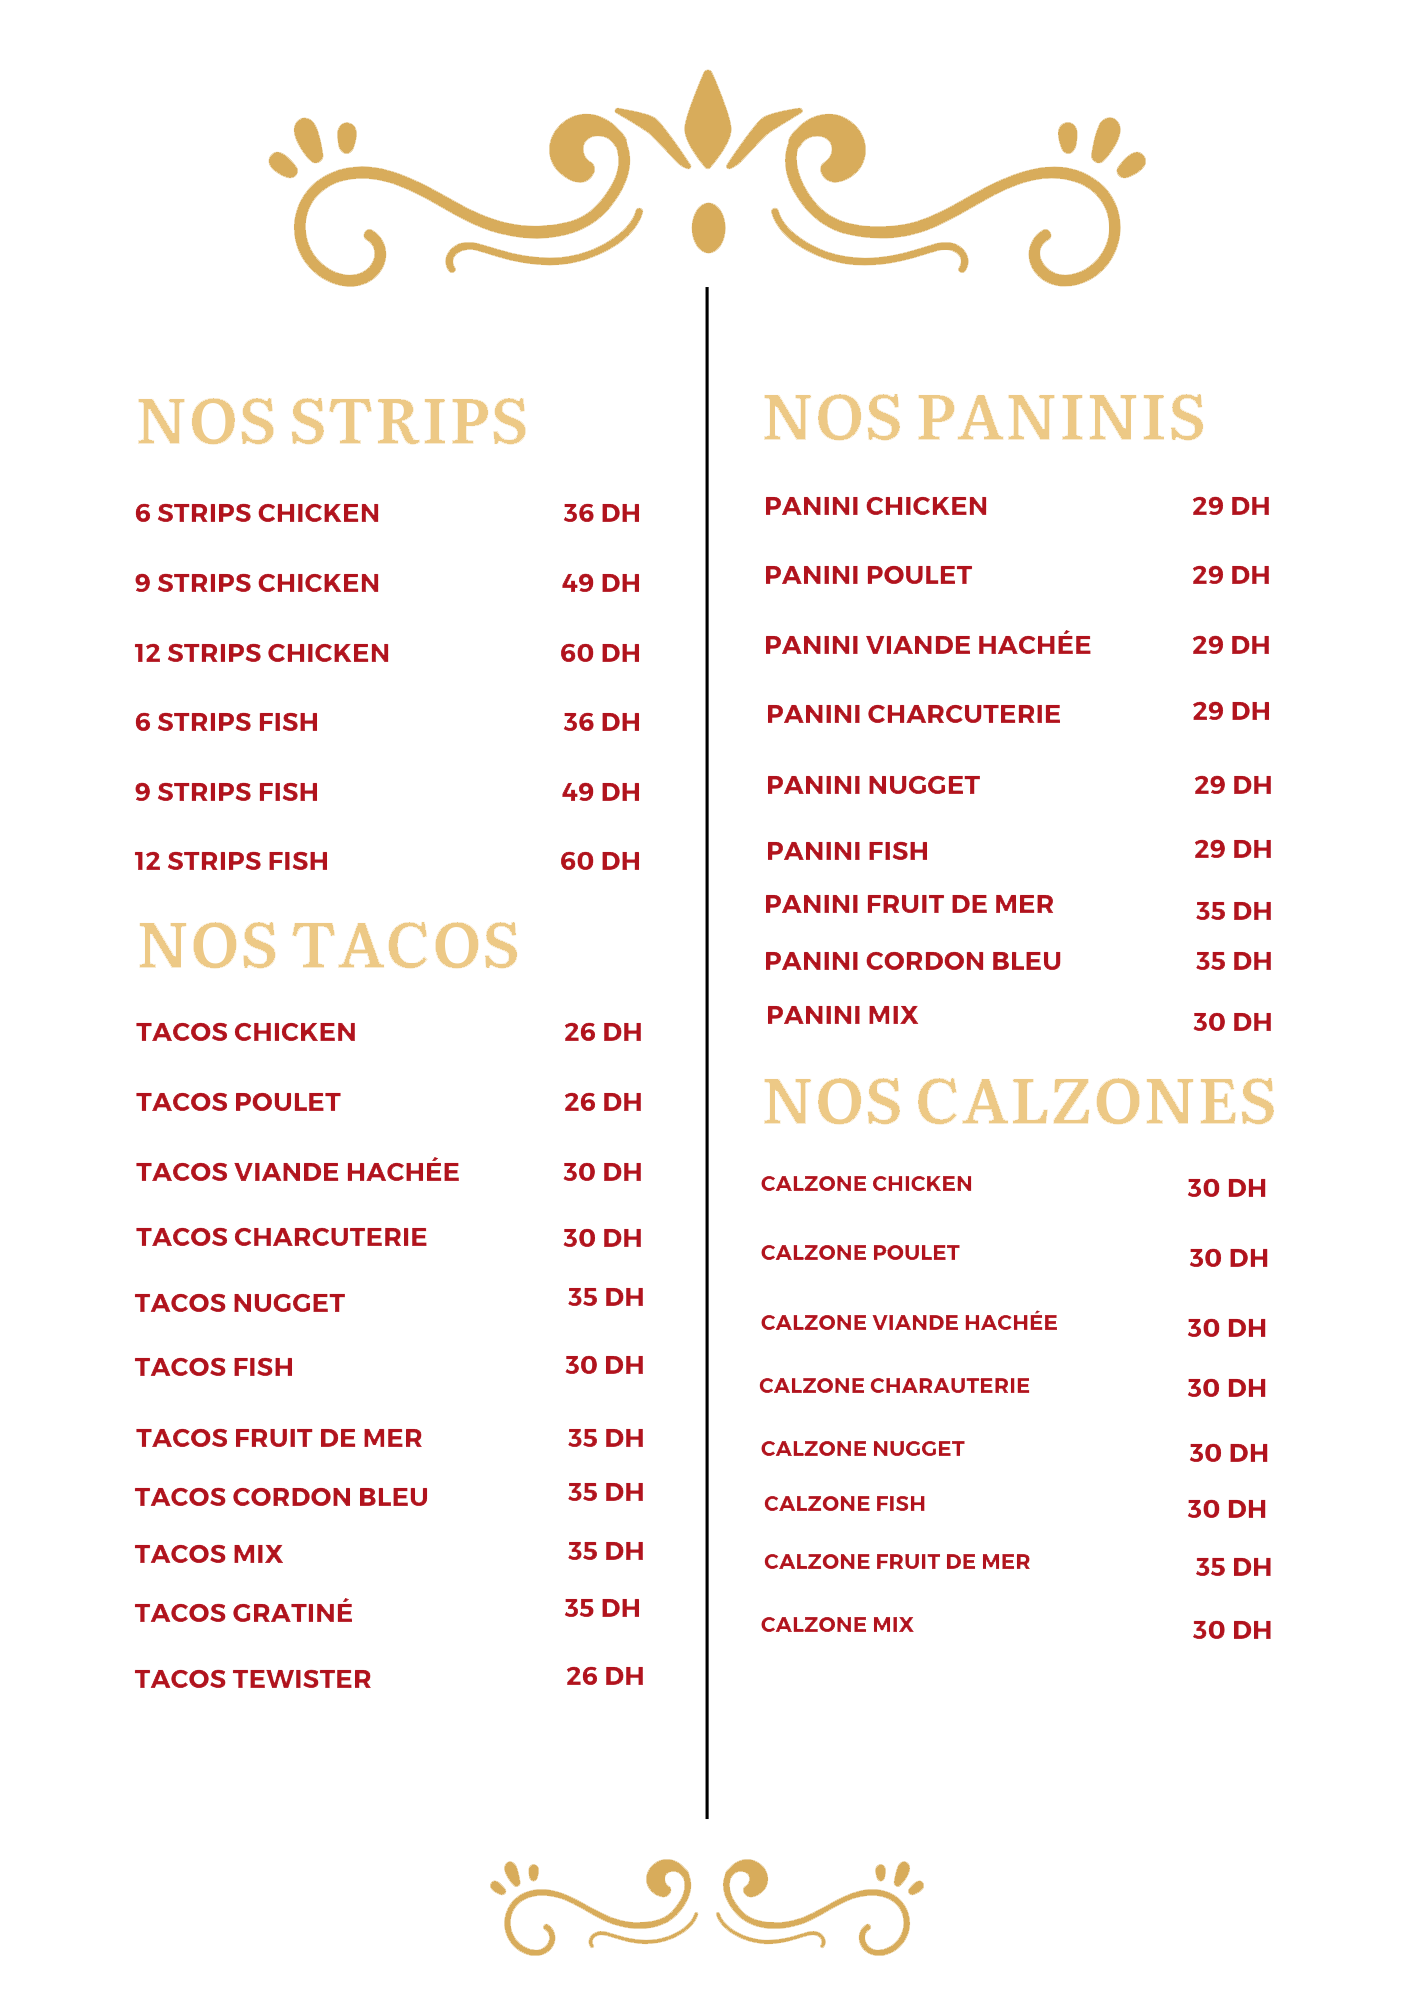 NOS STRIPS
6 STRIPS CHICKEN 36 DH
9 STRIPS CHICKEN 49 DH
12 STRIPS CHICKEN 60 DH
6 STRIPS FISH 36 DH
9 STRIPS FISH 49 DH
12 STRIPS FISH 60 DH
NOS TACOS
TACOS CHICKEN 26 DH
TACOS POULET 26 DH
TACOS VIANDE HACHÉE 30 DH
TACOS CHARCUTERIE 30 DH
TACOS NUGGET 35 DH
TACOS FISH 30 DH
TACOS FRUIT DE MER 35 DH
TACOS CORDON BLEU 35 DH
TACOS MIX 35 DH
TACOS GRATINÉ 35 DH
TACOS TEWISTER 26 DH
NOS PANINIS
PANINI CHICKEN 29 DH
PANINI POULET 29 DH
PANINI VIANDE HACHÉE 29 DH
PANINI CHARCUTERIE 29 DH
PANINI NUGGET 29 DH
PANINI FISH 29 DH
PANINI FRUIT DE MER 35 DH
PANINI CORDON BLEU 35 DH
PANINI MIX 30 DH
NOS CALZONES
CALZONE CHICKEN 30 DH
CALZONE POULET 30 DH
CALZONE VIANDE HACHÉE 30 DH
CALZONE CHARAUTERIE 30 DH
CALZONE NUGGET 30 DH
CALZONE FISH 30 DH
CALZONE FRUIT DE MER 35 DH
CALZONE MIX 30 DH